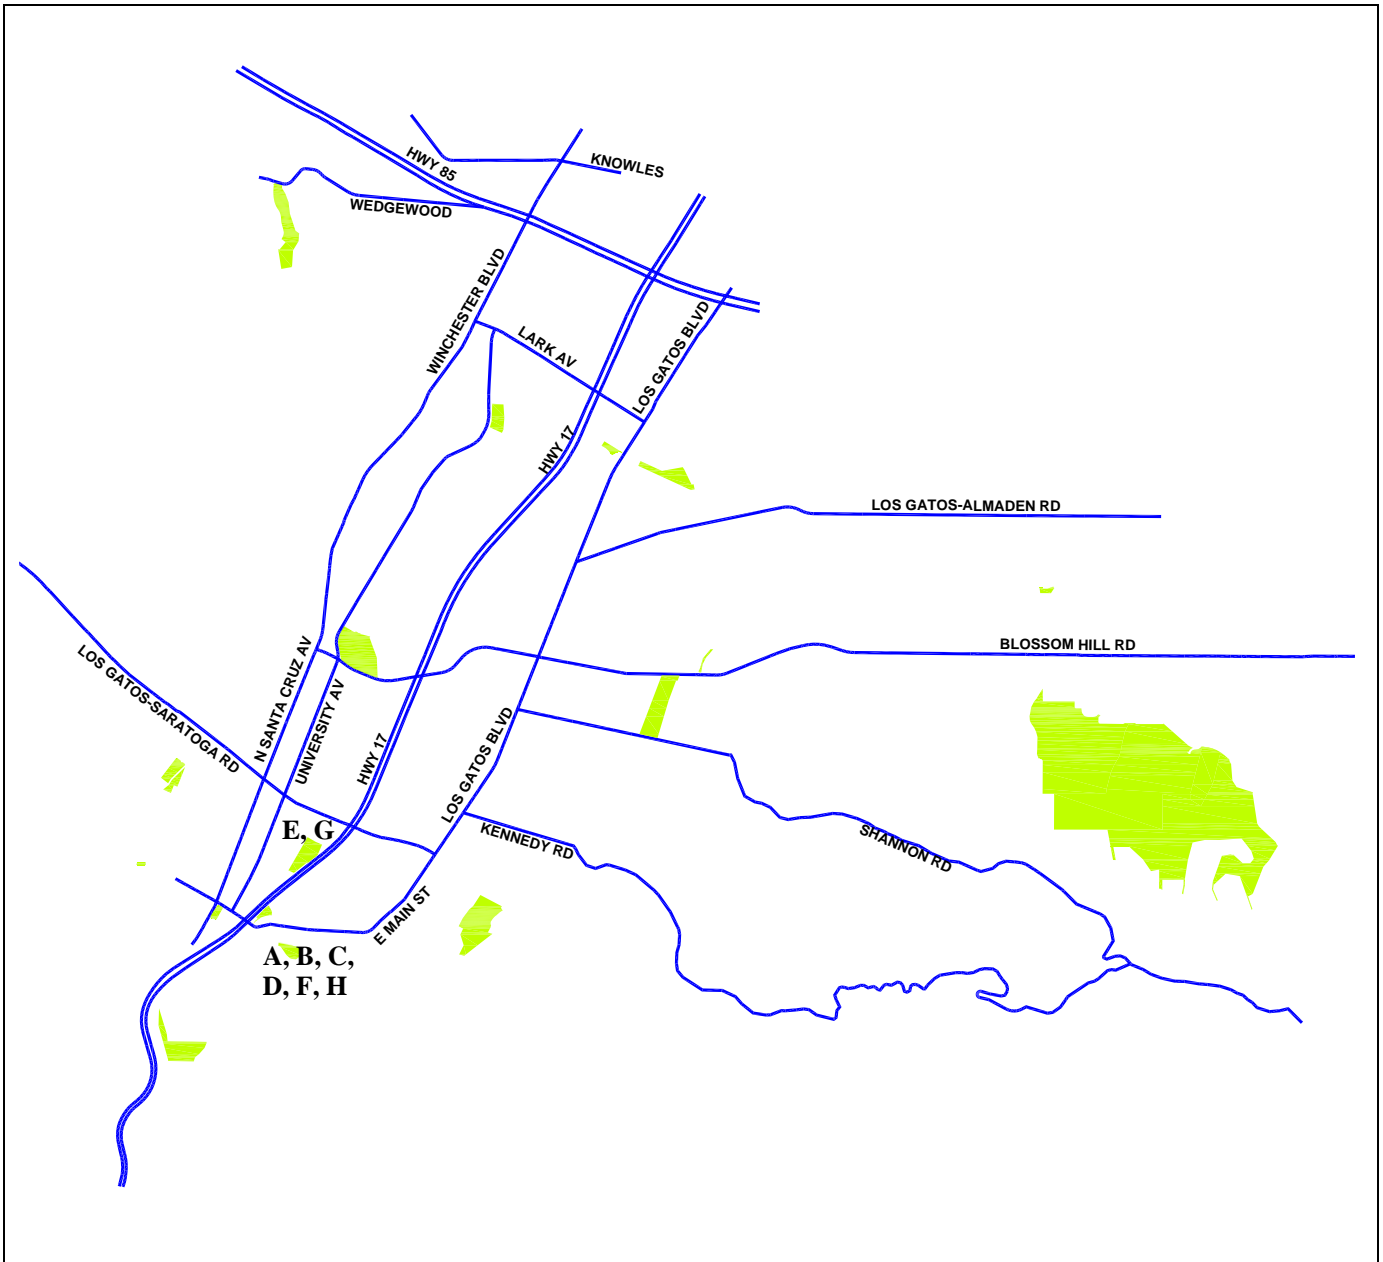 KNOWLES
HWY 85
WEDGEWOOD
WINCHESTER BLVD
LARK AV
LOS GATOS BLVD
HWY 17
LOS GATOS-ALMADEN RD
BLOSSOM HILL RD
N SANTA CRUZ AV
LOS GATOS-SARATOGA RD
UNIVERSITY AV
HWY 17
LOS GATOS BLVD
E, G
KENNEDY RD
SHANNON RD
E MAIN ST
A, B, C,
D, F, H